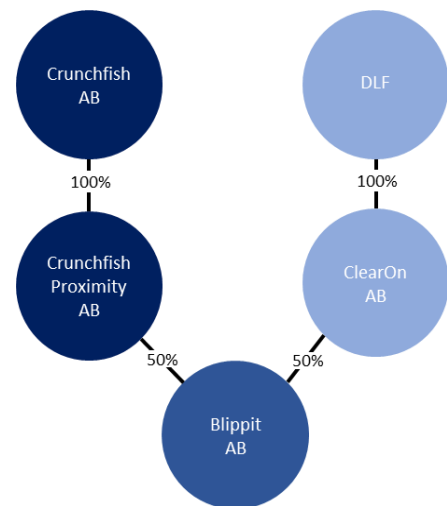 Crunchfish
AB
DLF
100%
100%
Crunchfish
Proximity
AB
ClearOn
AB
50%
50%
Blippit
AB